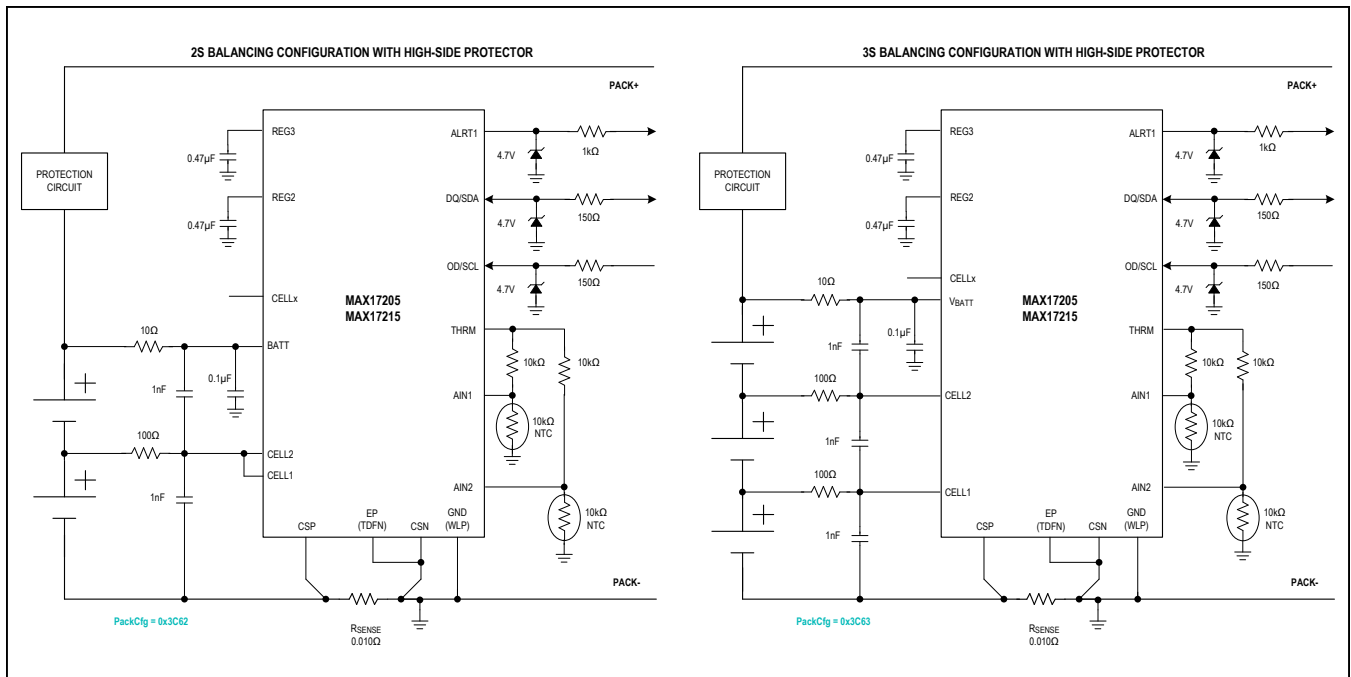 2S BALANCING CONFIGURATION WITH HIGH-SIDE PROTECTOR
PACK+
REG3
0.47µF
REG2
0.47µF
PROTECTION
CIRCUIT
CELLx
MAX17205
MAX17215
10Ω
BATT
0.1µF
1nF
100Ω
CELL2
CELL1
1nF
ALRT1
4.7V
1kΩ
DQ/SDA
4.7V
150Ω
OD/SCL
4.7V
150Ω
THRM
10kΩ
10kΩ
AIN1
10kΩ
NTC
AIN2
10kΩ
NTC
CSP
EP
(TDFN)
CSN
GND
(WLP)
PACK-
PackCfg = 0x3C62
RSENSE
0.010Ω
3S BALANCING CONFIGURATION WITH HIGH-SIDE PROTECTOR
PACK+
REG3
0.47µF
REG2
0.47µF
PROTECTION
CIRCUIT
CELLx
MAX17205
MAX17215
10Ω
VBATT
0.1µF
1nF
100Ω
CELL2
1nF
100Ω
CELL1
1nF
ALRT1
4.7V
1kΩ
DQ/SDA
4.7V
150Ω
OD/SCL
4.7V
150Ω
THRM
10kΩ
10kΩ
AIN1
10kΩ
NTC
AIN2
10kΩ
NTC
CSP
EP
(TDFN)
CSN
GND
(WLP)
PACK-
PackCfg = 0x3C63
RSENSE
0.010Ω